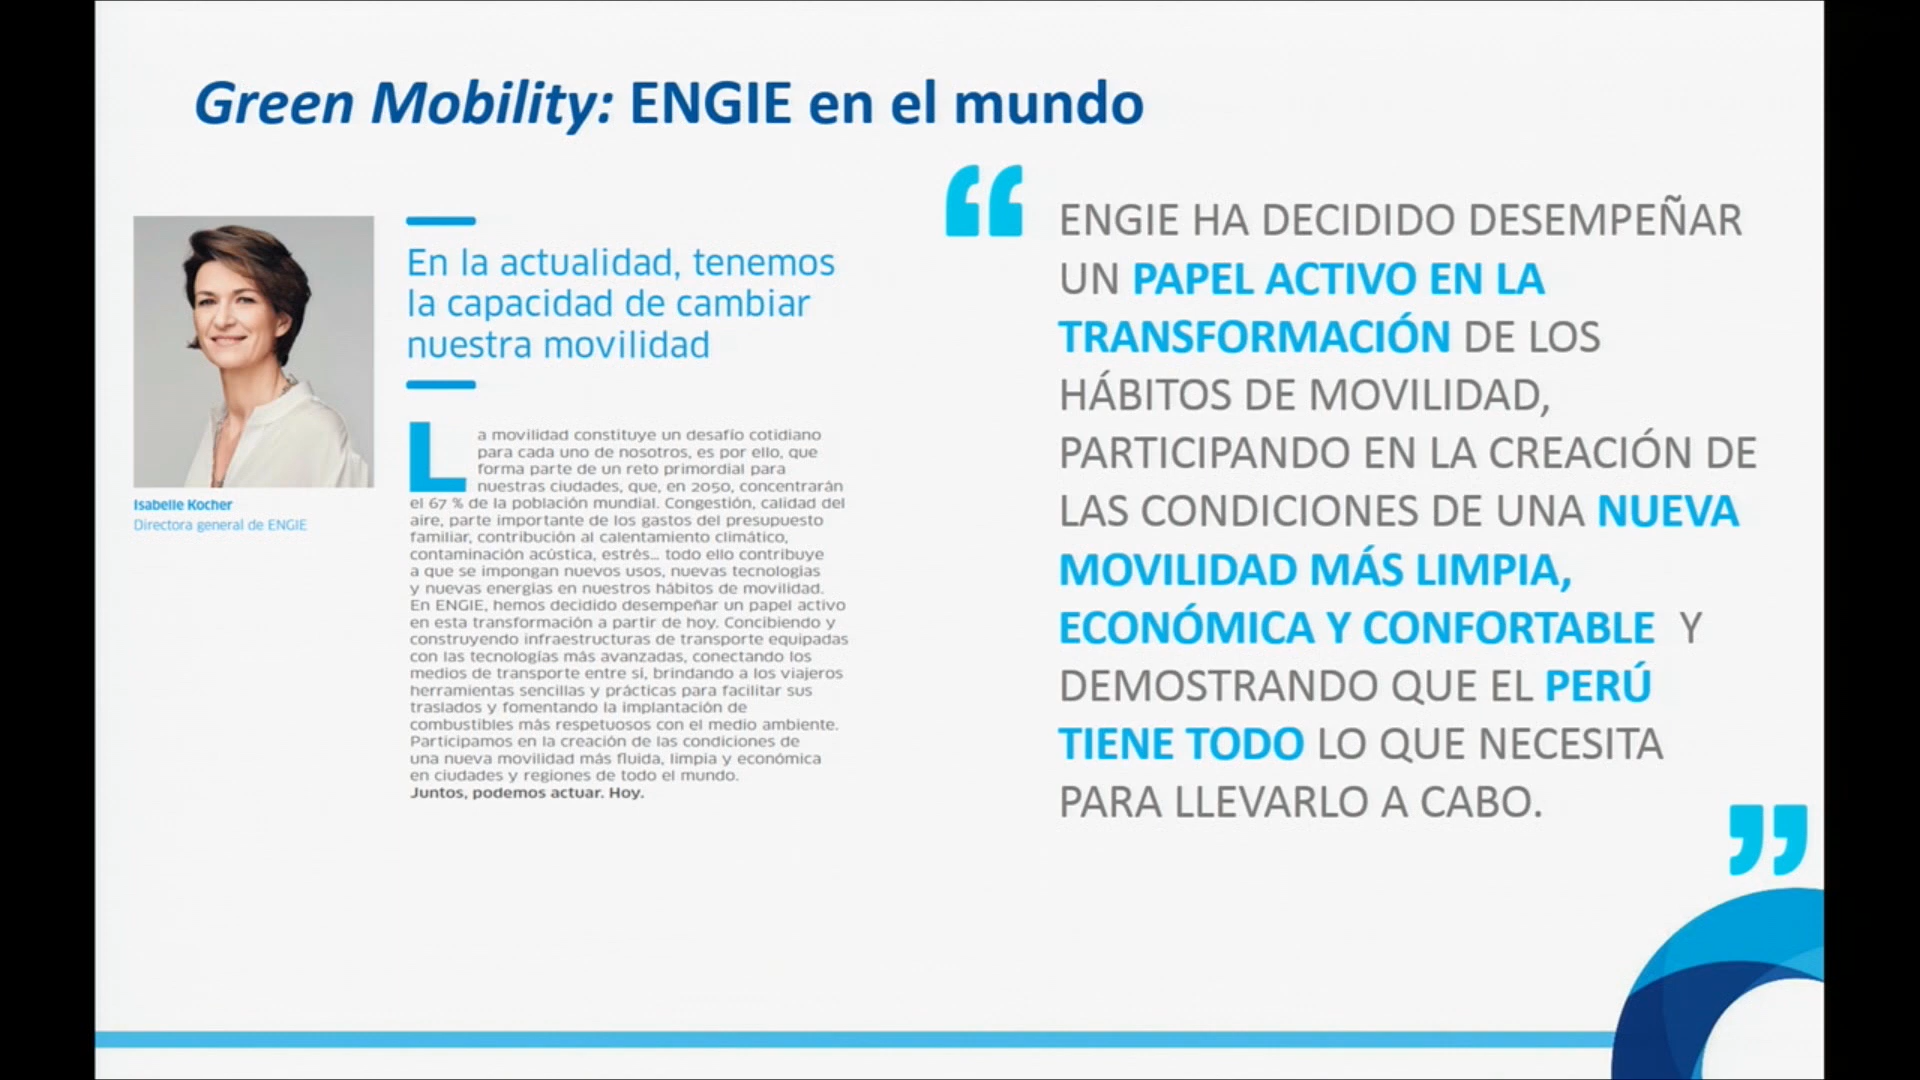 Green Mobility: ENGIE en el mundo
En la actualidad, tenemos
la capacidad de cambiar
nuestra movilidad
Isabelle Kocher
Directora general de ENGIE
La movilidad constituye un desafío cotidiano
para cada uno de nosotros, es por ello, que
forma parte de un reto primordial para
nuestras ciudades, que, en 2050, concentrarán
el 67 % de la población mundial. Congestión, calidad del
aire, parte importante de los gastos del presupuesto
familiar, contribución al calentamiento climático,
contaminación acústica, estrés... todo ello contribuye
a que se impongan nuevos usos, nuevas tecnologías
y nuevas energías en nuestros hábitos de movilidad.
En ENGIE, hemos decidido desempeñar un papel activo
en esta transformación a partir de hoy. Concibiendo y
construyendo infraestructuras de transporte equipadas
con las tecnologías más avanzadas, conectando los
medios de transporte entre sí, brindando a los viajeros
herramientas sencillas y prácticas para facilitar sus
traslados y fomentando la implantación de
combustibles más respetuosos con el medio ambiente.
Participamos en la creación de las condiciones de
una nueva movilidad más fluida, limpia y económica
en ciudades y regiones de todo el mundo.
Juntos, podemos actuar. Hoy.
“ ENGIE HA DECIDIDO DESEMPEÑAR
UN PAPEL ACTIVO EN LA
TRANSFORMACIÓN DE LOS
HÁBITOS DE MOVILIDAD,
PARTICIPANDO EN LA CREACIÓN DE
LAS CONDICIONES DE UNA NUEVA
MOVILIDAD MÁS LIMPIA,
ECONÓMICA Y CONFORTABLE Y
DEMOSTRANDO QUE EL PERÚ
TIENE TODO LO QUE NECESITA
PARA LLEVARLO A CABO. ”